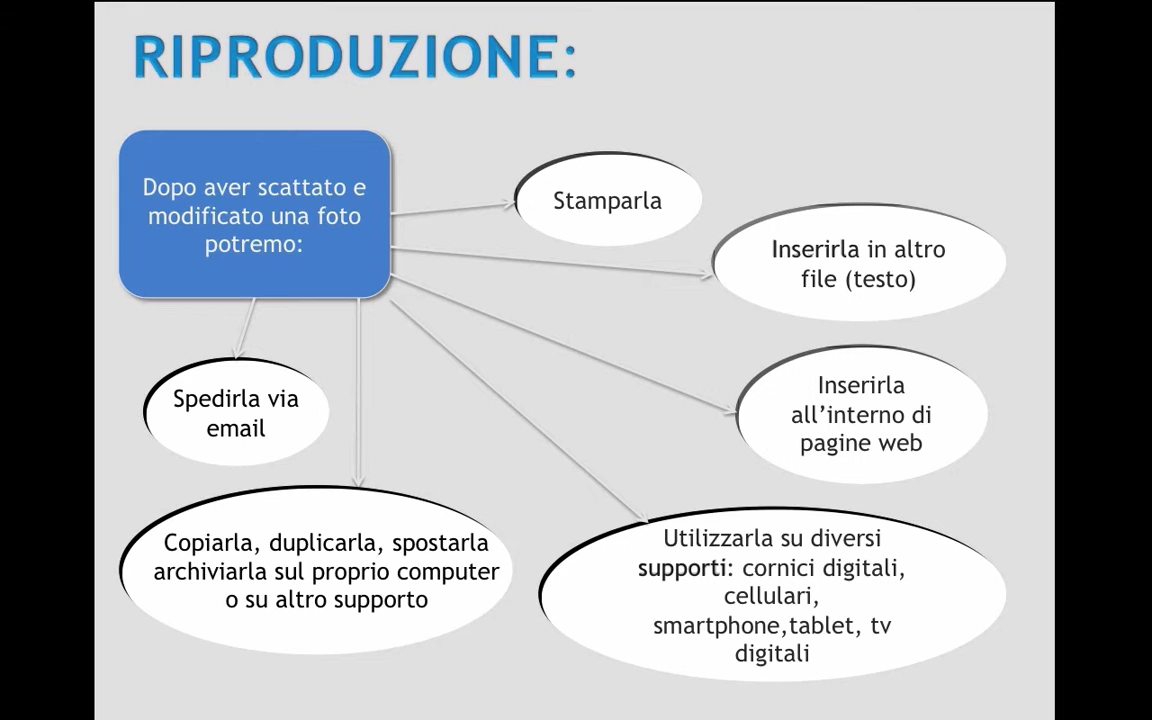 RIPRODUZIONE:
Dopo aver scattato e
modificato una foto
potremo:
Stamparla
Inserirla in altro
file (testo)
Inserirla
all’interno di
pagine web
Spedirla via
email
Copiarla, duplicarla, spostarla
archiviarla sul proprio computer
o su altro supporto
Utilizzarla su diversi
supporti: cornici digitali,
cellulari,
smartphone,tablet, tv
digitali